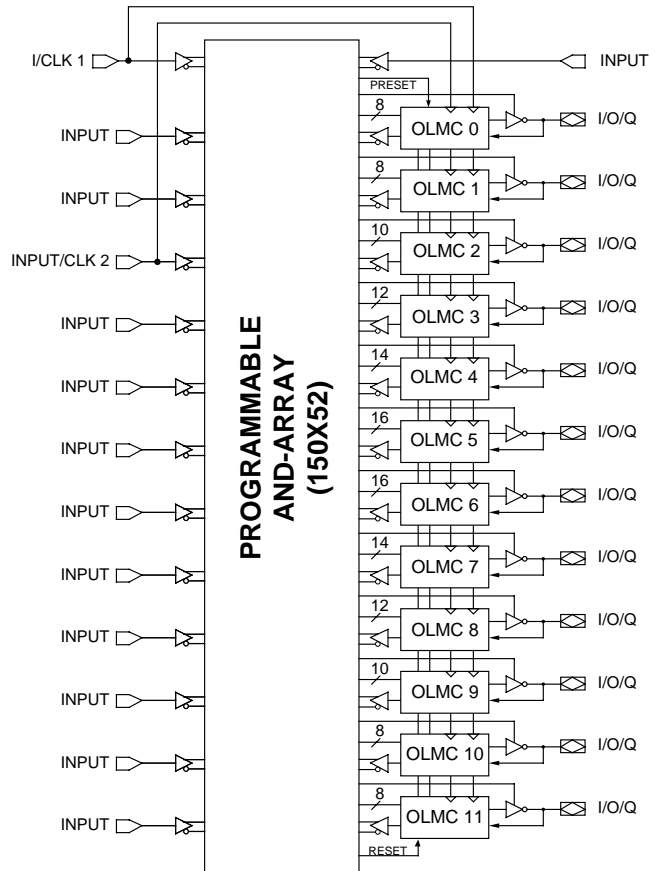 I/CLK 1
INPUT
PRESET
8
OLMC 0
I/O/Q
INPUT
8
OLMC 1
I/O/Q
INPUT
10
OLMC 2
I/O/Q
INPUT/CLK 2
12
OLMC 3
I/O/Q
INPUT
14
OLMC 4
I/O/Q
INPUT
16
OLMC 5
I/O/Q
INPUT
PROGRAMMABLE
AND-ARRAY
(150X52)
16
OLMC 6
I/O/Q
INPUT
14
OLMC 7
I/O/Q
INPUT
12
OLMC 8
I/O/Q
INPUT
10
OLMC 9
I/O/Q
INPUT
8
OLMC 10
I/O/Q
INPUT
8
OLMC 11
I/O/Q
INPUT
RESET